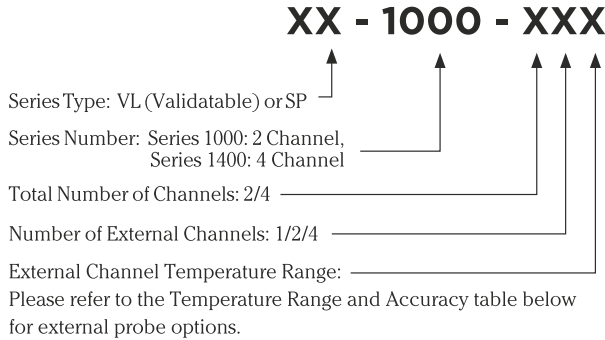 XX - 1000 - XXX
Series Type: VL (Validatable) or SP
Series Number: Series 1000: 2 Channel,
Series 1400: 4 Channel
Total Number of Channels: 2/4
Number of External Channels: 1/2/4
External Channel Temperature Range:
Please refer to the Temperature Range and Accuracy table below
for external probe options.